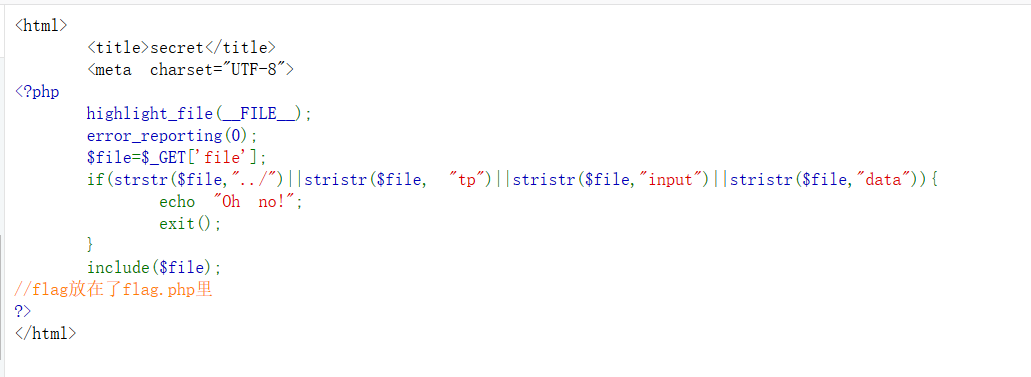 <html>
<title>secret</title>
<meta charset="UTF-8">
<?php
highlight_file(__FILE__);
error_reporting(0);
$file=$_GET['file'];
if(strstr($file,"../")||stristr($file, "tp")||stristr($file,"input")||stristr($file,"data")){
echo "Oh no!";
exit();
}
include($file);
//flag放在了flag.php里
?>
</html>